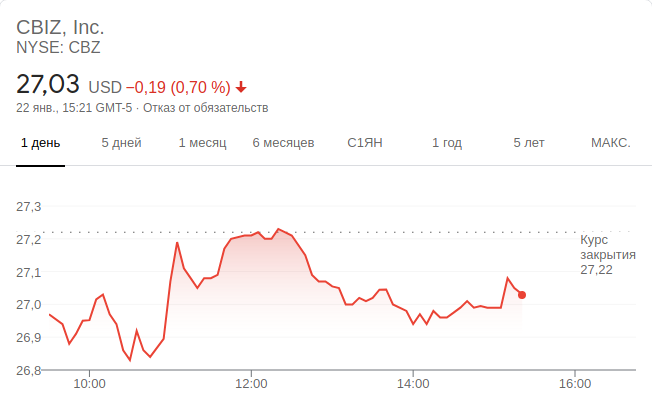 CBIZ, Inc.
NYSE: CBZ
27,03 USD −0,19 (0,70 %)
22 янв., 15:21 GMT-5 · Отказ от обязательств
1 день 5 дней 1 месяц 6 месяцев С1ЯН 1 год 5 лет МАКС.
27,3
27,2
27,1
27,0
26,9
26,8
Курс
закрытия
27,22
10:00 12:00 14:00 16:00